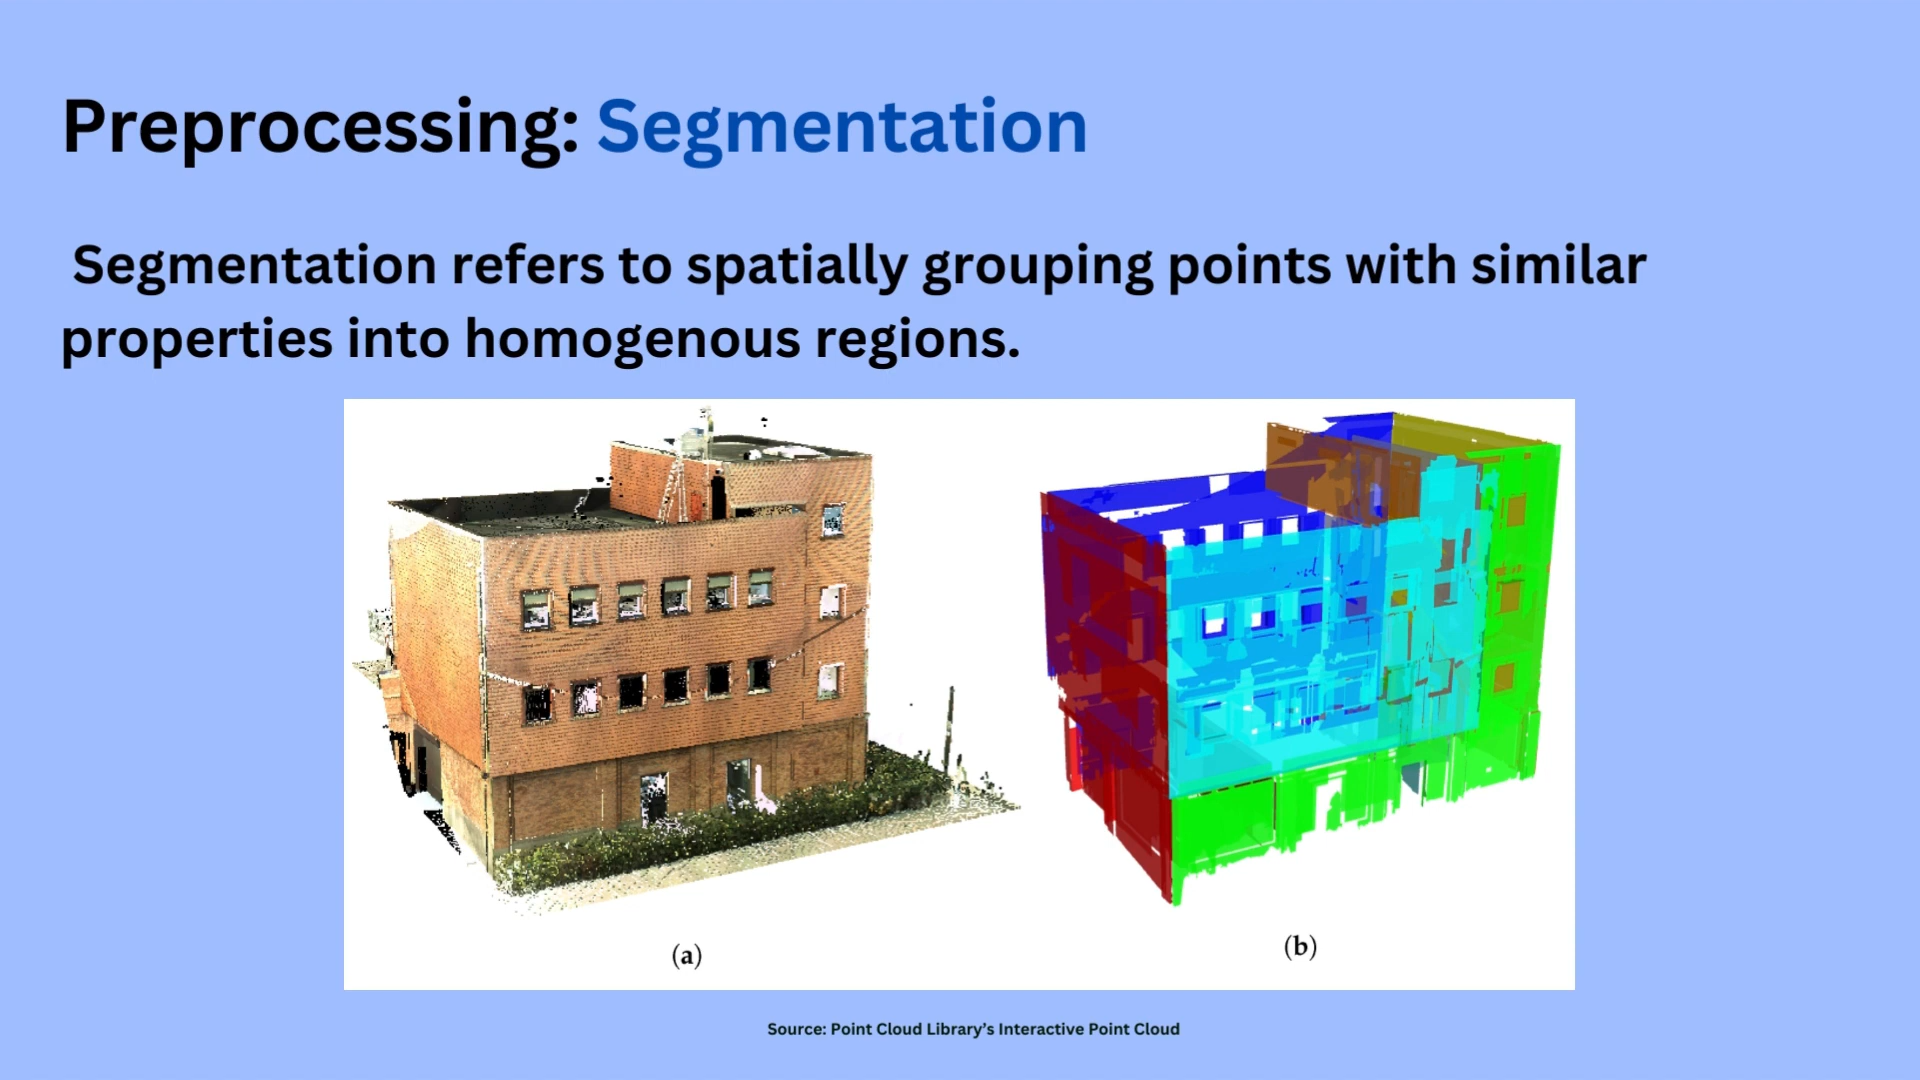 Preprocessing: Segmentation
Segmentation refers to spatially grouping points with similar
properties into homogenous regions.
(a)
(b)
Source: Point Cloud Library’s Interactive Point Cloud